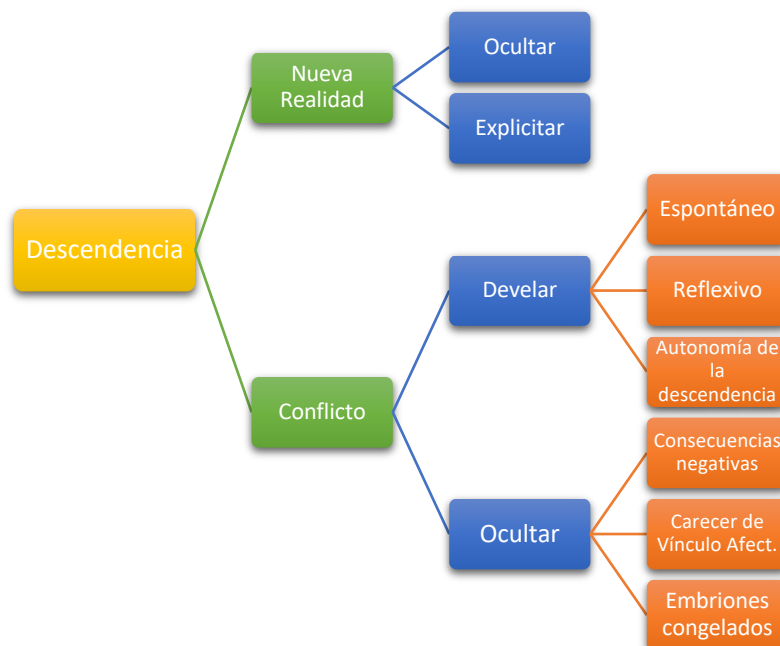 Ocultar
Nueva
Realidad
Explicitar
Espontáneo
Descendencia
Develar
Reflexivo
Autonomía de
la
descendencia
Conflicto
Consecuencias
negativas
Ocultar
Carecer de
Vínculo Afect.
Embriones
congelados